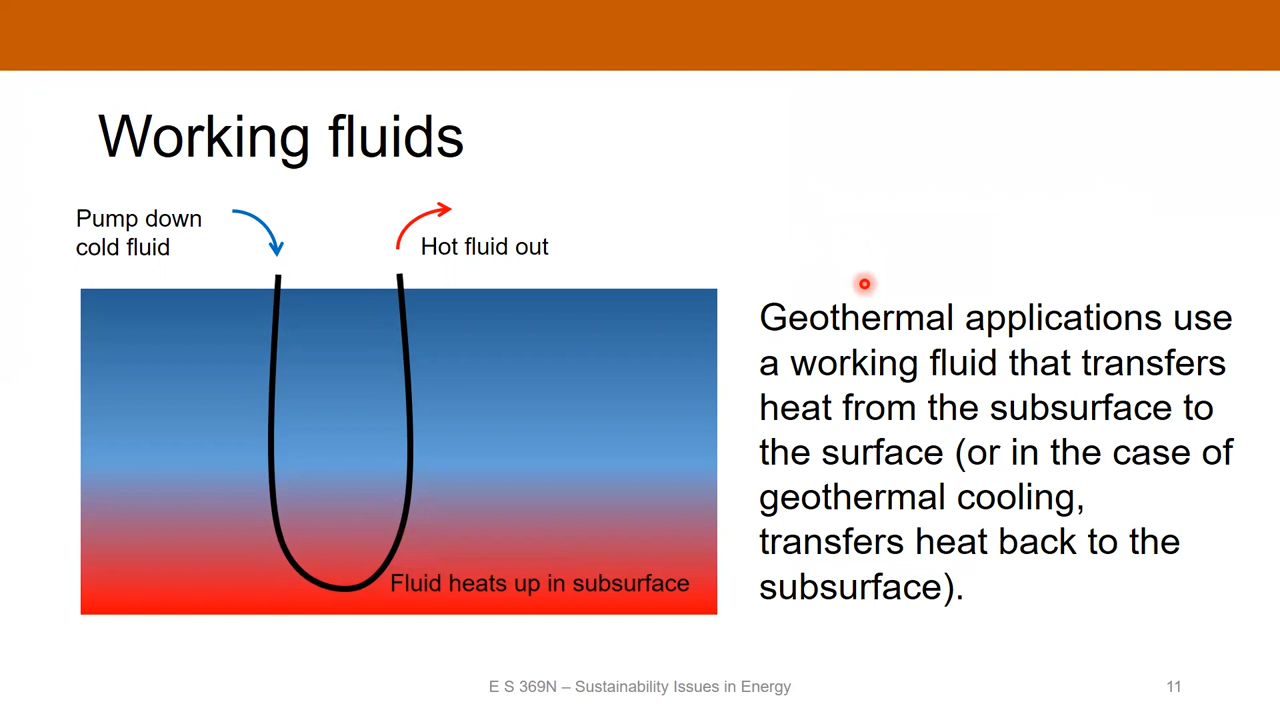 Working fluids
Pump down
cold fluid
Hot fluid out
Fluid heats up in subsurface
Geothermal applications use
a working fluid that transfers
heat from the subsurface to
the surface (or in the case of
geothermal cooling,
transfers heat back to the
subsurface).
E S 369N – Sustainability Issues in Energy
11